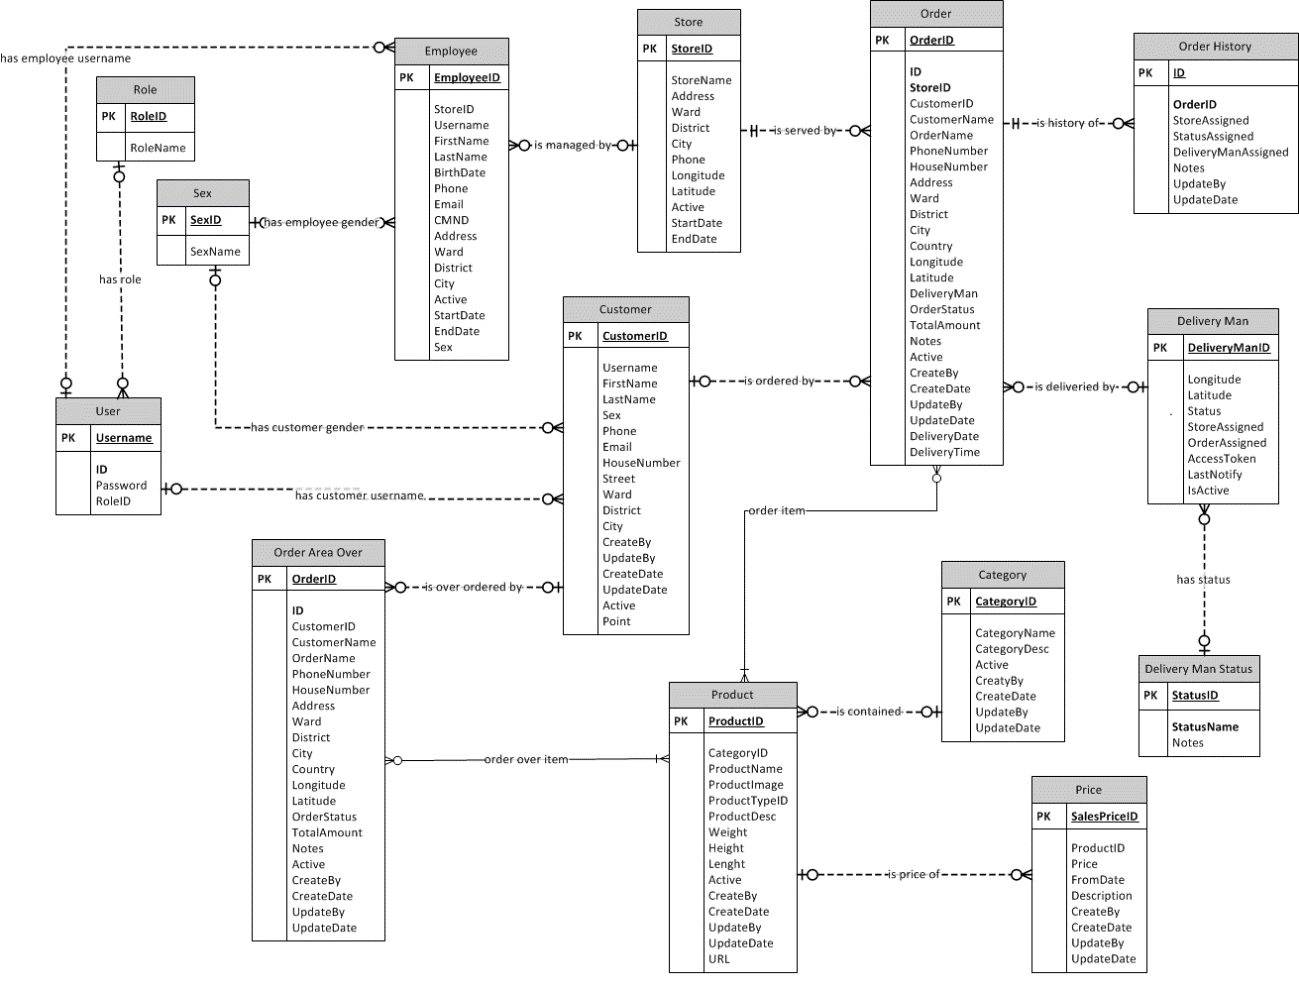 has employee username
Role
PK RoleID
RoleName
Sex
PK SexID
SexName
has role
has employee gender
has customer gender
has customer username
User
PK Username
ID
Password
RoleID
Employee
PK EmployeeID
StoreID
Username
FirstName
LastName
BirthDate
Phone
Email
CMND
Address
Ward
District
City
Active
StartDate
EndDate
Sex
is managed by
Store
PK StoreID
StoreName
Address
Ward
District
City
Phone
Longitude
Latitude
Active
StartDate
EndDate
is served by
Order
PK OrderID
ID
StoreID
CustomerID
CustomerName
OrderName
PhoneNumber
HouseNumber
Address
Ward
District
City
Country
Longitude
Latitude
DeliveryMan
OrderStatus
TotalAmount
Notes
Active
CreateBy
CreateDate
UpdateBy
UpdateDate
DeliveryDate
DeliveryTime
is history of
Order History
PK ID
OrderID
StoreAssigned
StatusAssigned
DeliveryManAssigned
Notes
UpdateBy
UpdateDate
Customer
PK CustomerID
Username
FirstName
LastName
Sex
Phone
Email
HouseNumber
Street
Ward
District
City
CreateBy
UpdateBy
CreateDate
UpdateDate
Active
Point
is ordered by
is deliveried by
Delivery Man
PK DeliveryManID
Longitude
Latitude
Status
StoreAssigned
OrderAssigned
AccessToken
LastNotify
IsActive
has status
Delivery Man Status
PK StatusID
StatusName
Notes
Order Area Over
PK OrderID
ID
CustomerID
CustomerName
OrderName
PhoneNumber
HouseNumber
Address
Ward
District
City
Country
Longitude
Latitude
OrderStatus
TotalAmount
Notes
Active
CreateBy
CreateDate
UpdateBy
UpdateDate
is over ordered by
order item
order over item
Product
PK ProductID
CategoryID
ProductName
ProductImage
ProductTypeID
ProductDesc
Weight
Height
Lenght
Active
CreateBy
CreateDate
UpdateBy
UpdateDate
URL
is contained
Category
PK CategoryID
CategoryName
CategoryDesc
Active
CreatyBy
CreateDate
UpdateBy
UpdateDate
is price of
Price
PK SalesPriceID
ProductID
Price
FromDate
Description
CreateBy
CreateDate
UpdateBy
UpdateDate